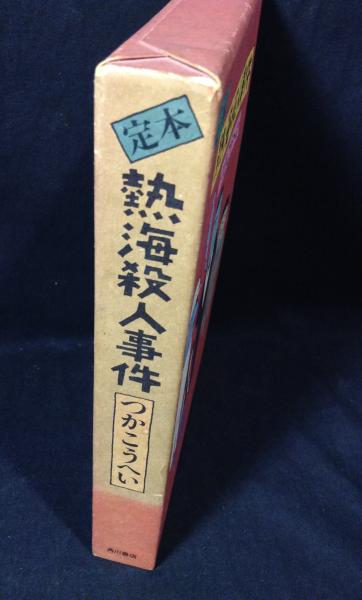 定本
熱海殺人事件
つかこうへい
角川書店